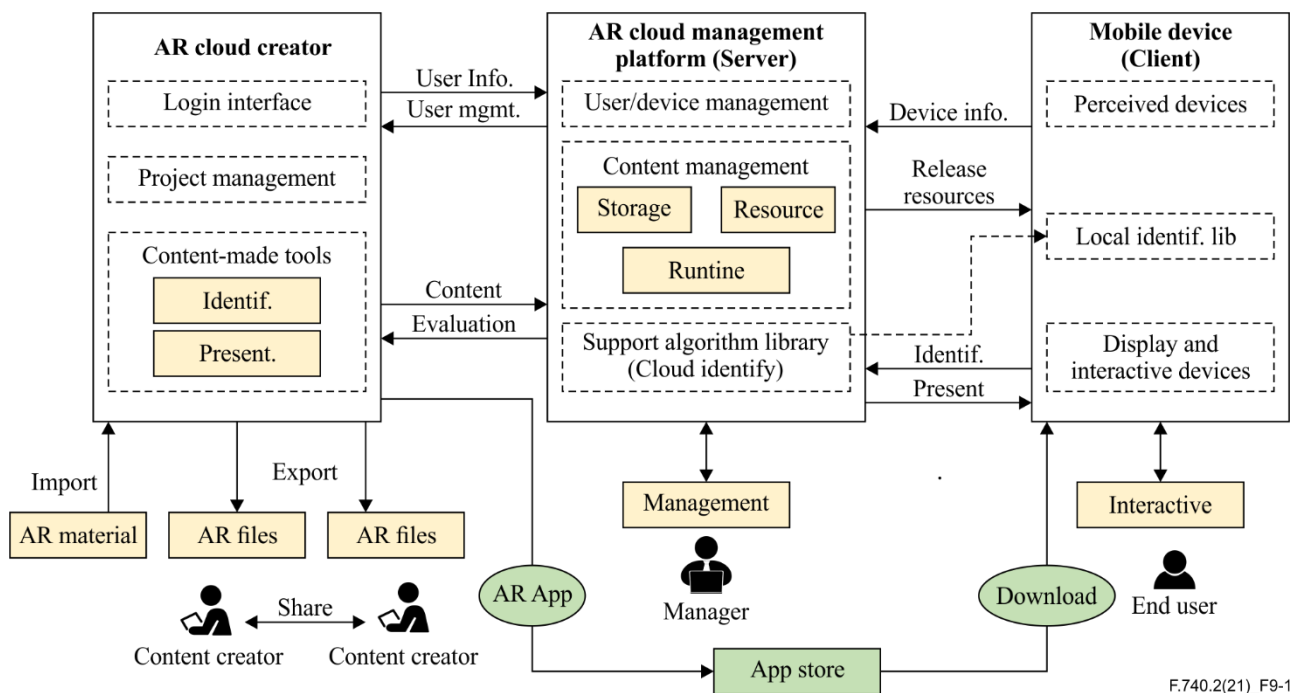 AR cloud creator
Login interface
Project management
Content-made tools
Identif.
Present.
User Info.
User mgmt.
Content
Evaluation
AR cloud management
platform (Server)
User/device management
Content management
Storage
Resource
Runtine
Support algorithm library
(Cloud identify)
Device info.
Release
resources
Identif.
Present
Mobile device
(Client)
Perceived devices
Local identif. lib
Display and
interactive devices
Import
Export
AR material
AR files
AR files
Management
Interactive
AR App
Manager
Download
End user
Share
Content creator
Content creator
App store
F.740.2(21)_F9-1